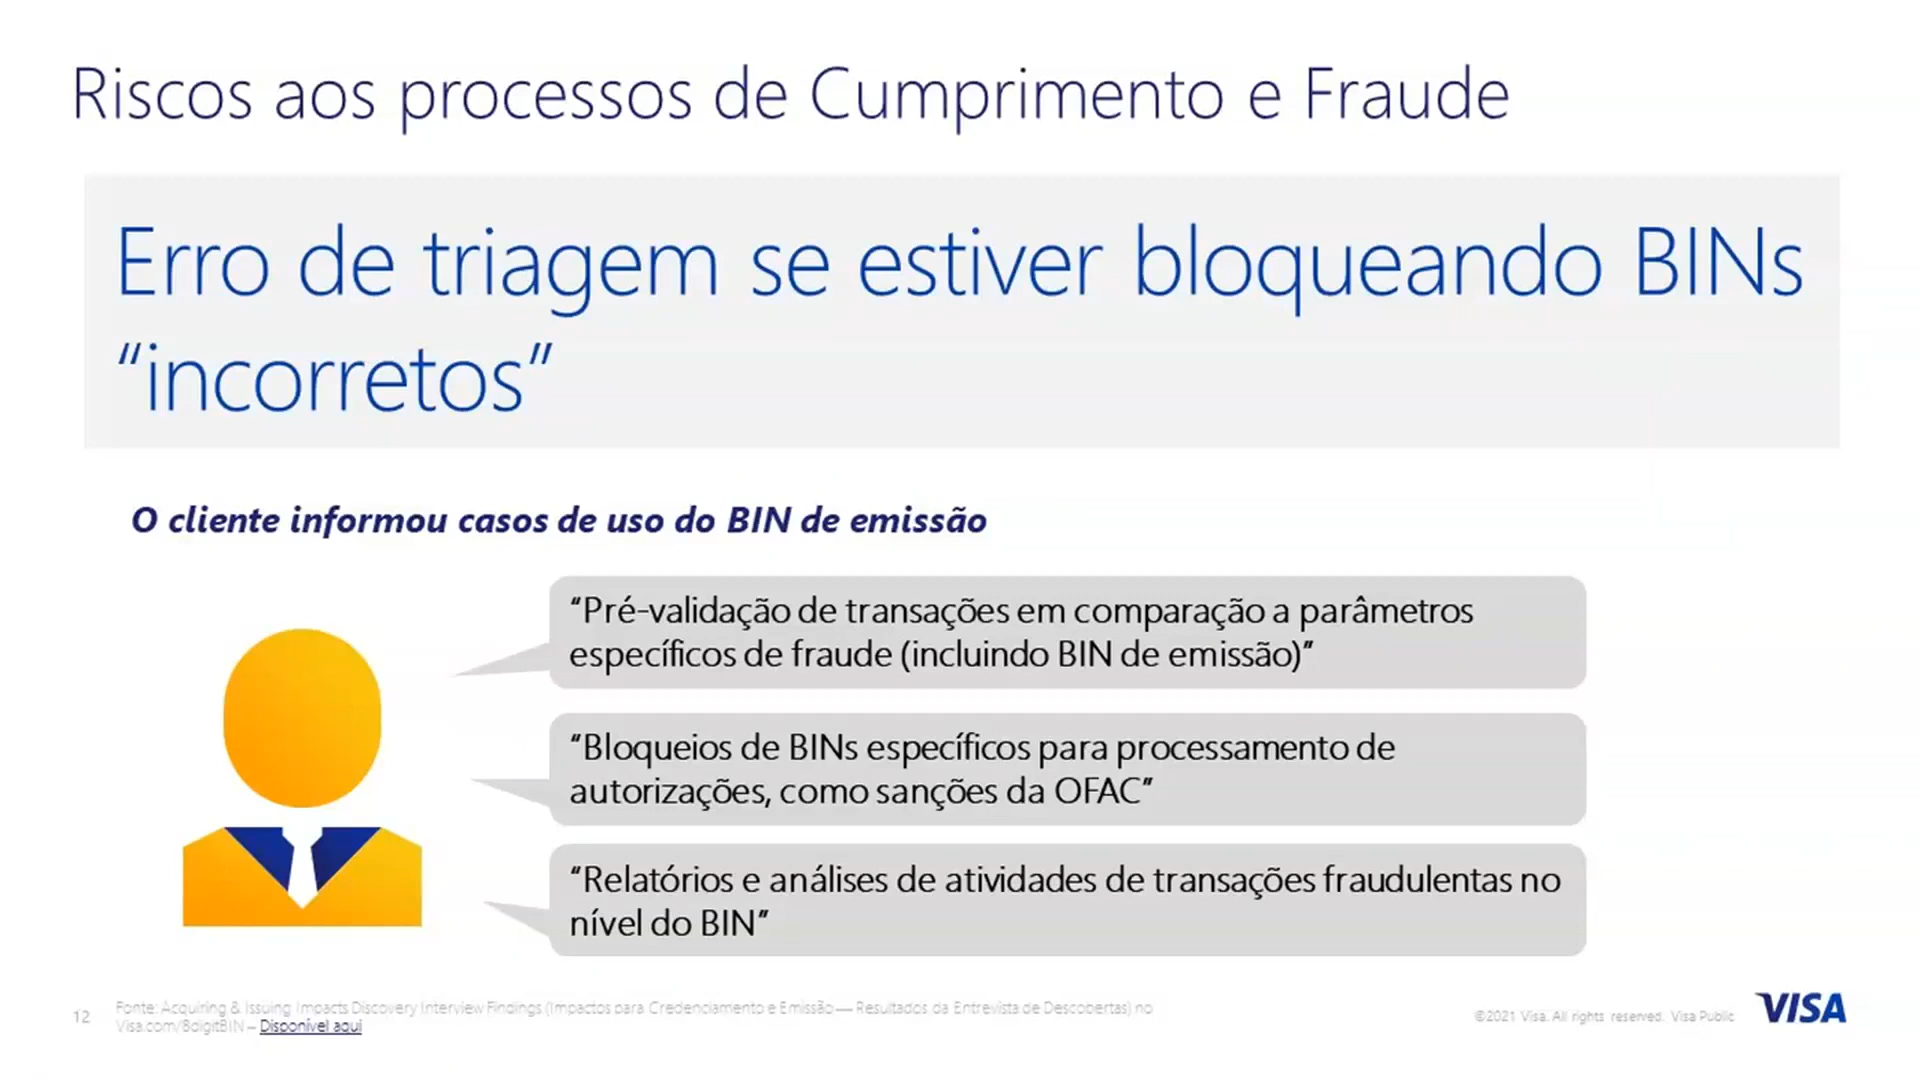 Riscos aos processos de Cumprimento e Fraude
Erro de triagem se estiver bloqueando BINs
“incorretos”
O cliente informou casos de uso do BIN de emissão
“Pré-validação de transações em comparação a parâmetros
específicos de fraude (incluindo BIN de emissão)”
“Bloqueios de BINs específicos para processamento de
autorizações, como sanções da OFAC”
“Relatórios e análises de atividades de transações fraudulentas no
nível do BIN”
12
Fonte: Acquiring & Issuing Impacts Discovery Interview Findings (Impactos para Credenciamento e Emissão — Resultados da Entrevista de Descobertas) no
Visa.com/8digitBIN – Disponível aqui
©2021 Visa. All rights reserved. Visa Public
VISA